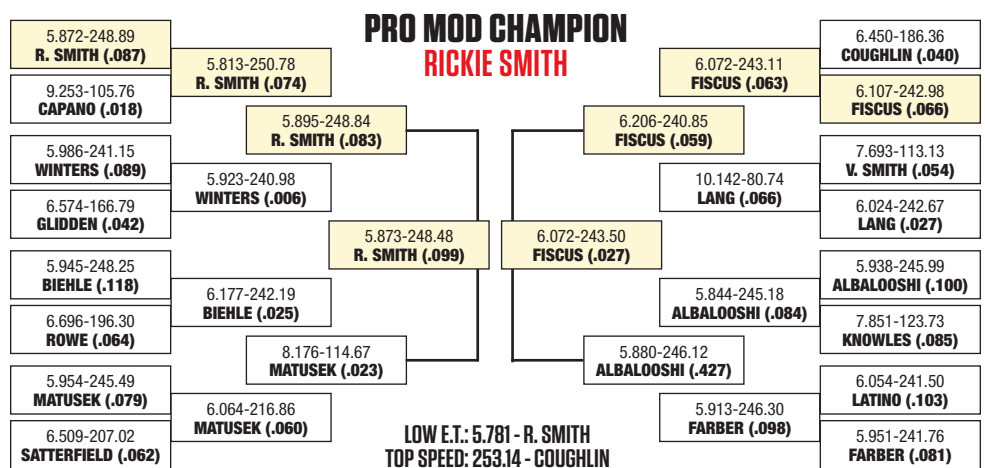 PRO MOD CHAMPION
RICKIE SMITH
5.872-248.89
R. SMITH (.087)
9.253-105.76
CAPANO (.018)
5.986-241.15
WINTERS (.089)
6.574-166.79
GLIDDEN (.042)
5.945-248.25
BIEHLE (.118)
6.696-196.30
ROWE (.064)
5.954-245.49
MATUSEK (.079)
6.509-207.02
SATTERFIELD (.062)
5.813-250.78
R. SMITH (.074)
5.923-240.98
WINTERS (.006)
6.177-242.19
BIEHLE (.025)
6.064-216.86
MATUSEK (.060)
5.895-248.84
R. SMITH (.083)
8.176-114.67
MATUSEK (.023)
5.873-248.48
R. SMITH (.099)
6.072-243.50
FISCUS (.027)
6.206-240.85
FISCUS (.059)
5.880-246.12
ALBALOOSHI (.427)
6.072-243.11
FISCUS (.063)
10.142-80.74
LANG (.066)
5.844-245.18
ALBALOOSHI (.084)
5.913-246.30
FARBER (.098)
6.450-186.36
COUGHLIN (.040)
6.107-242.98
FISCUS (.066)
7.693-113.13
V. SMITH (.054)
6.024-242.67
LANG (.027)
5.938-245.99
ALBALOOSHI (.100)
7.851-123.73
KNOWLES (.085)
6.054-241.50
LATINO (.103)
5.951-241.76
FARBER (.081)
LOW E.T.: 5.781 - R. SMITH
TOP SPEED: 253.14 - COUGHLIN